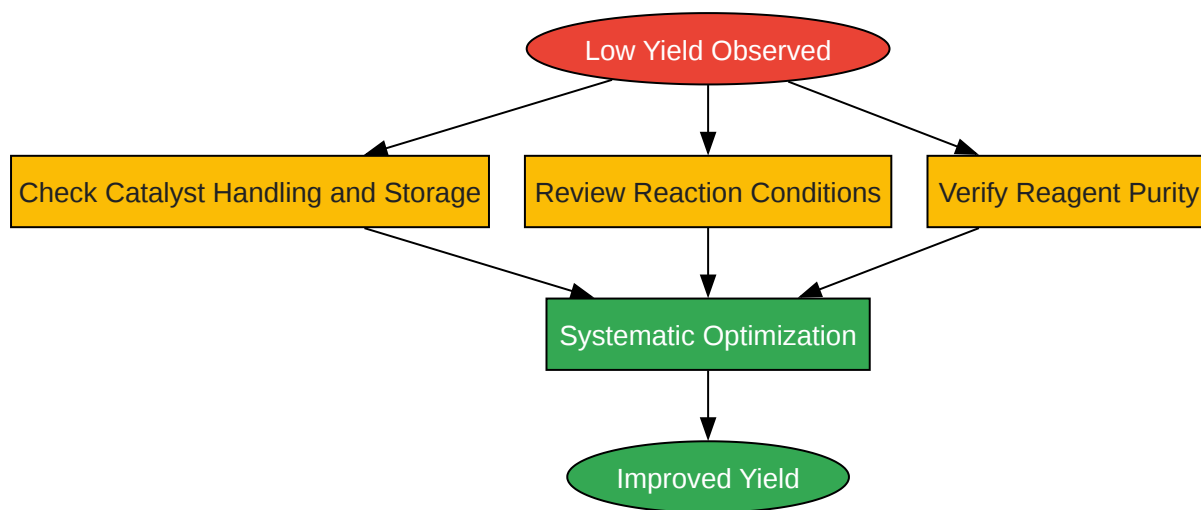 Low Yield Observed
Check Catalyst Handling and Storage
Review Reaction Conditions
Verify Reagent Purity
Systematic Optimization
Improved Yield